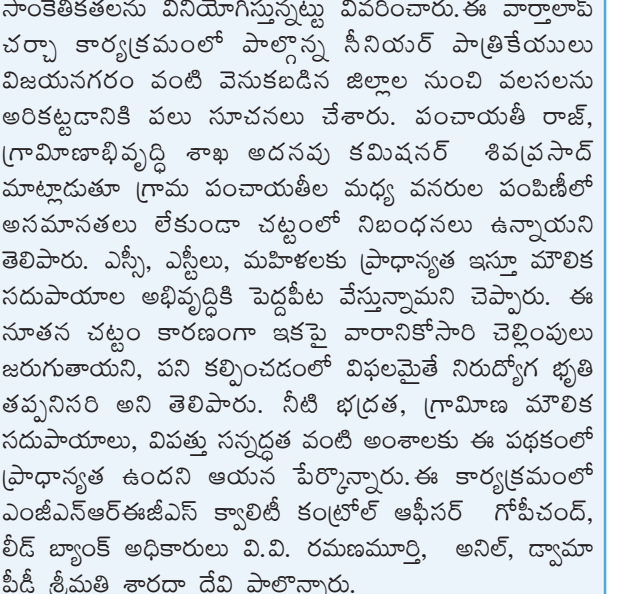 సాంకేతికతలను వినియోగిస్తున్నట్టు వివరించారు.ఈ వార్తాలాప్
చర్చా కార్యక్రమంలో పాల్గొన్న సీనియర్ పాత్రికేయులు
విజయనగరం వంటి వెనుకబడిన జిల్లాల నుంచి వలసలను
అరికట్టడానికి పలు సూచనలు చేశారు. పంచాయతీ రాజ్,
గ్రామీణాభివృద్ధి శాఖ అదనవు కమిషనర్ శివవ్రసాద్
మాట్లాడుతూ గ్రామ పంచాయతీల మధ్య వనరుల పంపిణీలో
అసమానతలు లేకుండా చట్టంలో నిబంధనలు ఉన్నాయని
తెలిపారు. ఎస్సీ, ఎస్టీలు, మహిళలకు ప్రాధాన్యత ఇస్తూ మౌలిక
సదుపాయాల అభివృద్ధికి పెద్దపీట వేస్తున్నామని చెప్పారు. ఈ
నూతన చట్టం కారణంగా ఇకపై వారానికోసారి చెల్లింపులు
జరుగుతాయని, పని కల్పించడంలో విఫలమైతే నిరుద్యోగ భృతి
తప్పనిసరి అని తెలిపారు. నీటి భద్రత, గ్రామీణ మౌలిక
సదుపాయాలు, విపత్తు సన్నద్ధత వంటి అంశాలకు ఈ పథకంలో
ప్రాధాన్యత ఉందని ఆయన పేర్కొన్నారు.ఈ కార్యక్రమంలో
ఎంజీఎన్ఆర్ఈజీఎస్ క్వాలిటీ కంట్రోల్ ఆఫీసర్ గోపీచంద్,
లీడ్ బ్యాంక్ అధికారులు వి.వి. రమణమూర్తి, అనిల్, డ్వామా
పీడీ శ్రీమతి శారదా దేవి పాల్గొన్నారు.